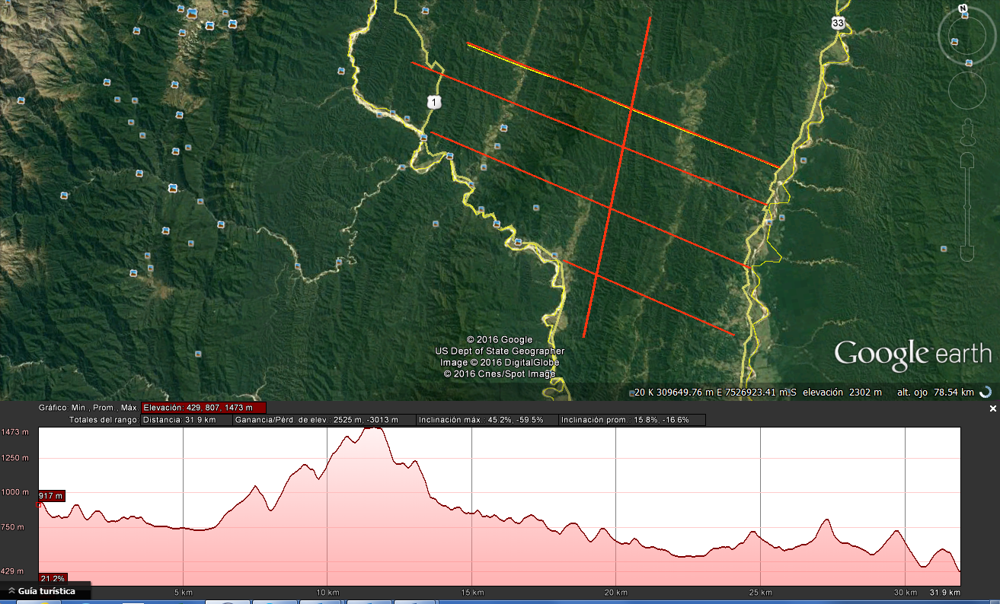 N
33
1
© 2016 Google
US Dept of State Geographer
Image © 2016 DigitalGlobe
© 2016 Cnes/Spot Image
Google earth
20 K 309649.76 m E 7526923.41 m S elevación 2302 m alt. ojo 78.54 km
Gráfico: Mín., Prom., Máx. Elevación: 429, 807, 1473 m
Totales del rango: Distancia: 31.9 km Ganancia/Pérd. de elev.: 2525 m, -3013 m Inclinación máx.: 45.2%, -59.5% Inclinación prom.: 15.8%, -16.6%
1473 m
1250 m
1000 m
917 m
750 m
429 m
21.2%
Guía turística
5 km 10 km 15 km 20 km 25 km 30 km 31.9 km